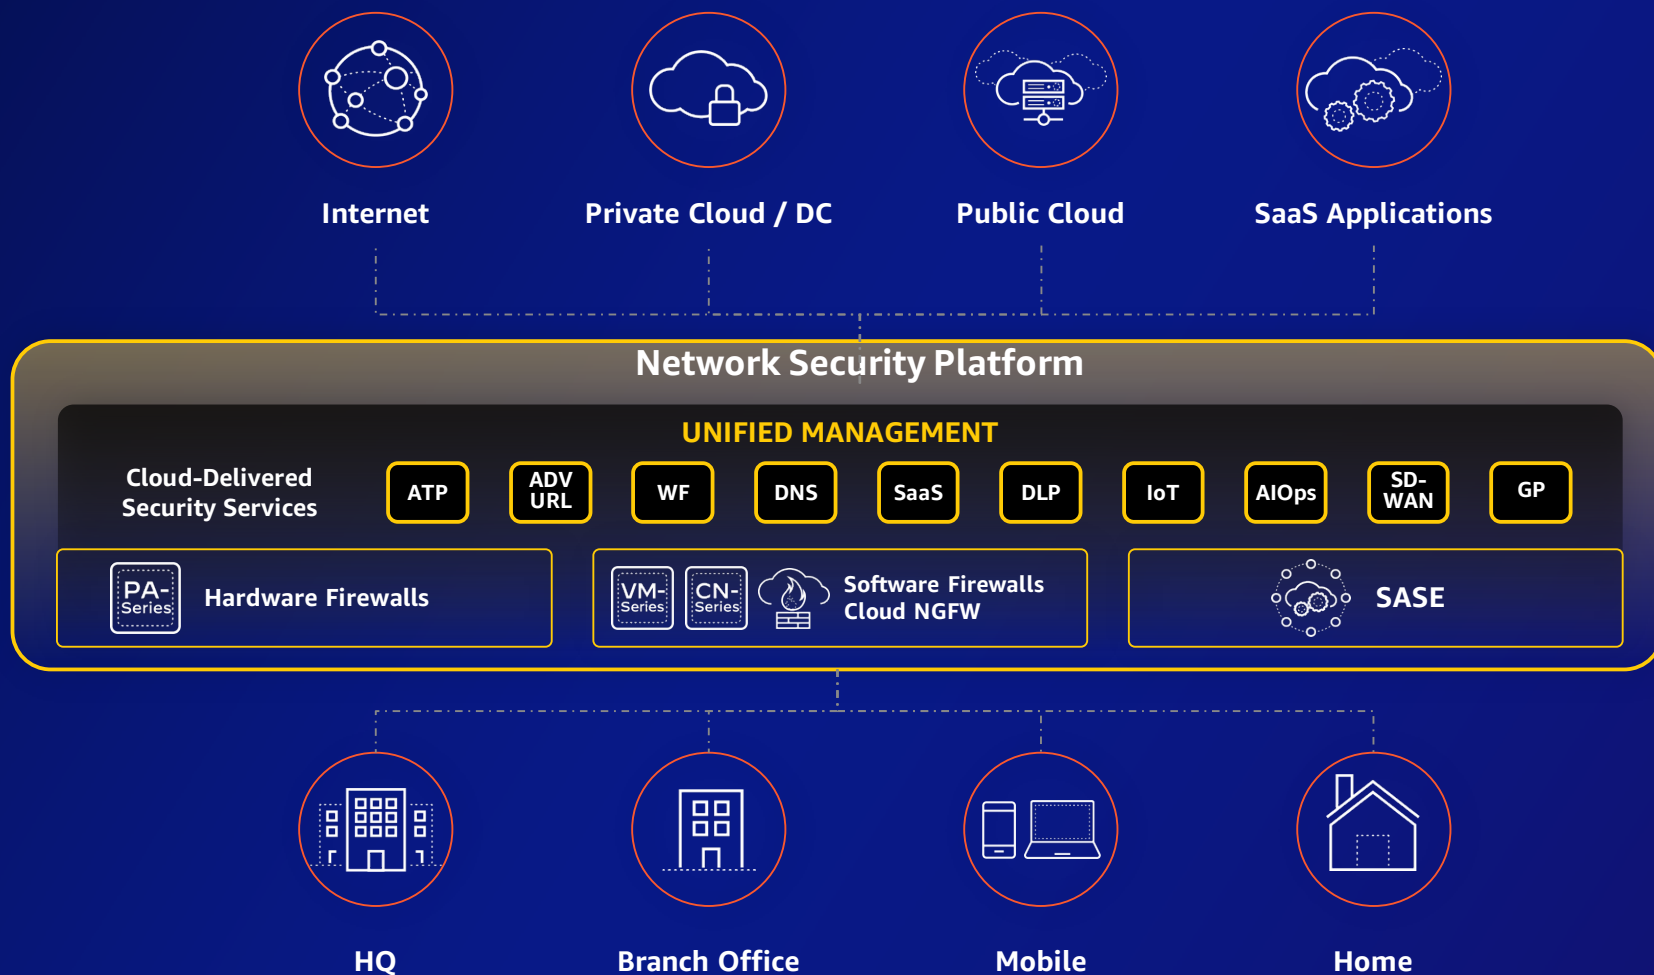 Internet
Private Cloud / DC
Public Cloud
SaaS Applications
Network Security Platform
UNIFIED MANAGEMENT
Cloud-Delivered
Security Services
ATP
ADV
URL
WF
DNS
SaaS
DLP
IoT
AIOps
SD-
WAN
GP
PA-
Series
Hardware Firewalls
VM-
Series
CN-
Series
Software Firewalls
Cloud NGFW
SASE
HQ
Branch Office
Mobile
Home